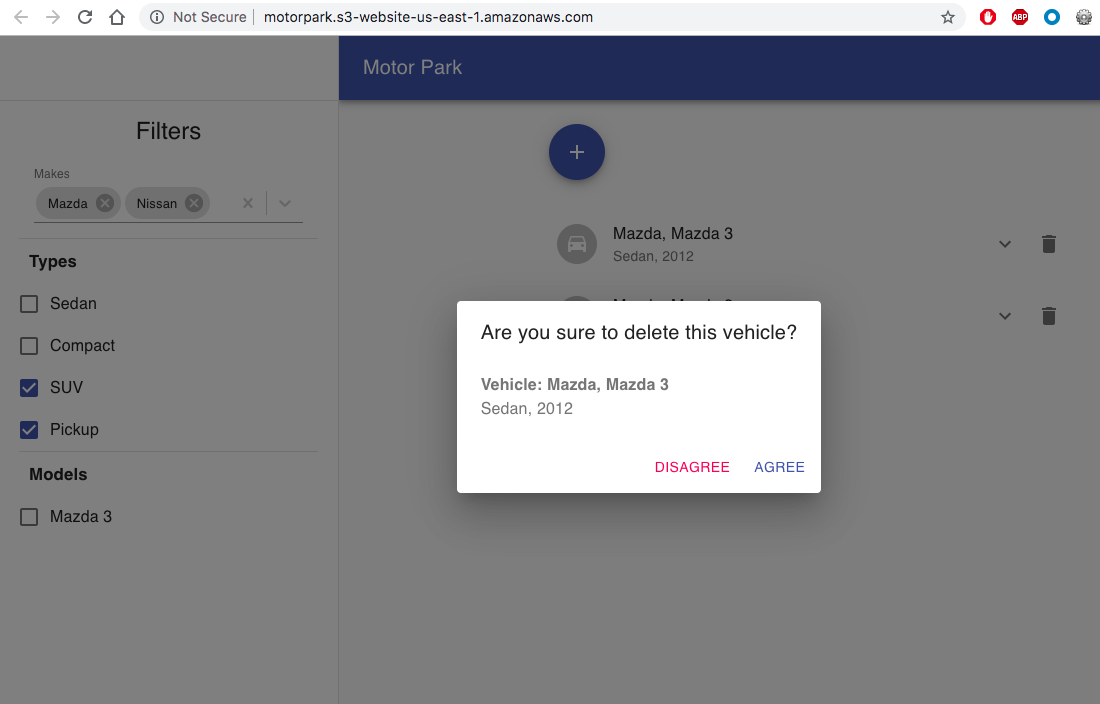 Not Secure motorpark.s3-website-us-east-1.amazonaws.com
ABP
Motor Park
Filters
Makes
Mazda Nissan
Types
Sedan
Compact
SUV
Pickup
Models
Mazda 3
+
Mazda, Mazda 3
Sedan, 2012
Are you sure to delete this vehicle?
Vehicle: Mazda, Mazda 3
Sedan, 2012
DISAGREE AGREE